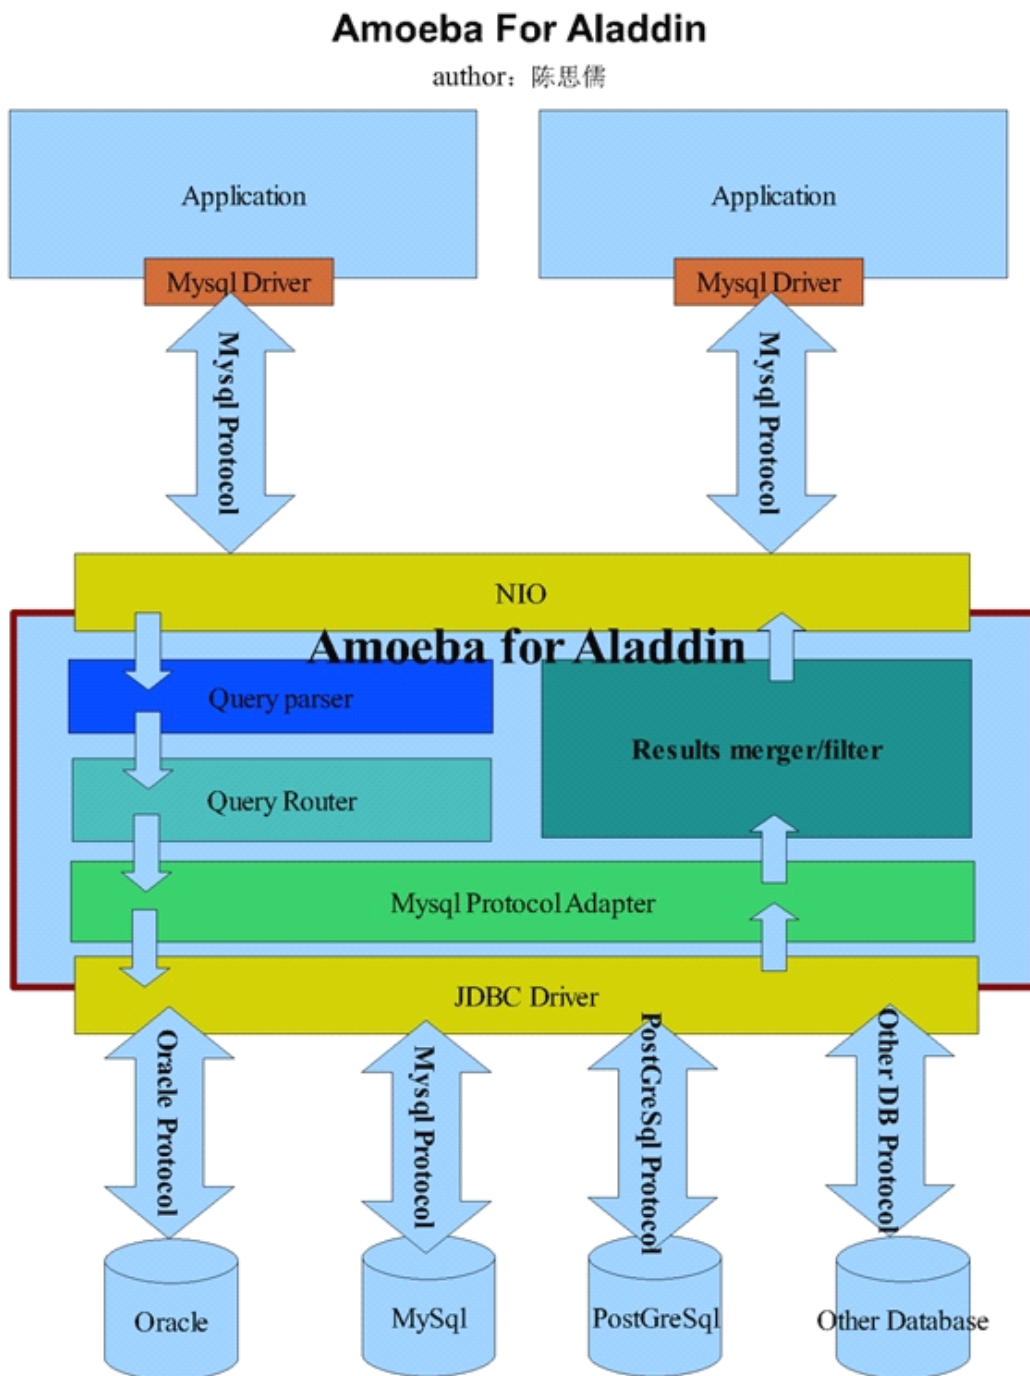 Amoeba For Aladdin
author：陈思儒
Application
Application
Mysql Driver
Mysql Driver
Mysql Protocol
Mysql Protocol
NIO
Amoeba for Aladdin
Query parser
Results merger/filter
Query Router
Mysql Protocol Adapter
JDBC Driver
Oracle Protocol
Mysql Protocol
PostGreSql Protocol
Other DB Protocol
Oracle
MySql
PostGreSql
Other Database